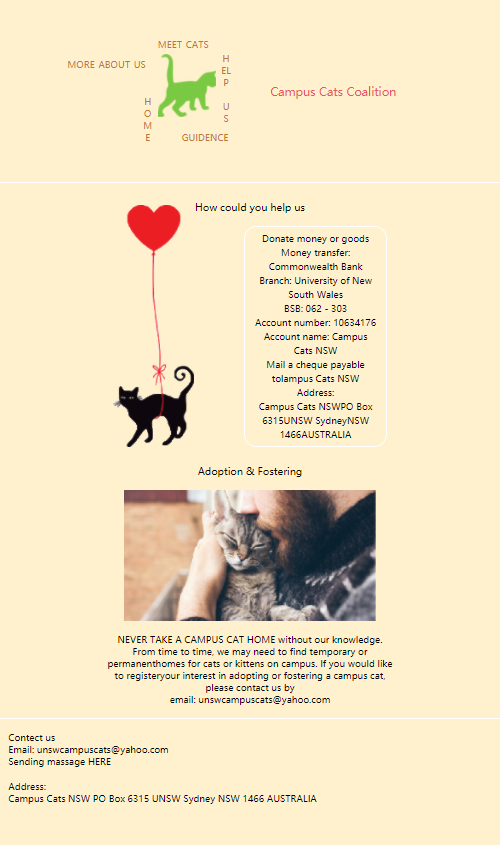 MEET CATS
MORE ABOUT US
HELP US
HOME
GUIDENCE
Campus Cats Coalition
How could you help us
Donate money or goods
Money transfer:
Commonwealth Bank
Branch: University of New
South Wales
BSB: 062 - 303
Account number: 10634176
Account name: Campus
Cats NSW
Mail a cheque payable
tolampus Cats NSW
Address:
Campus Cats NSWPO Box
6315UNSW SydneyNSW
1466AUSTRALIA
Adoption & Fostering
NEVER TAKE A CAMPUS CAT HOME without our knowledge.
From time to time, we may need to find temporary or
permanenthomes for cats or kittens on campus. If you would like
to registeryour interest in adopting or fostering a campus cat,
please contact us by
email: unswcampuscats@yahoo.com
Contact us
Email: unswcampuscats@yahoo.com
Sending massage HERE
Address:
Campus Cats NSW PO Box 6315 UNSW Sydney NSW 1466 AUSTRALIA